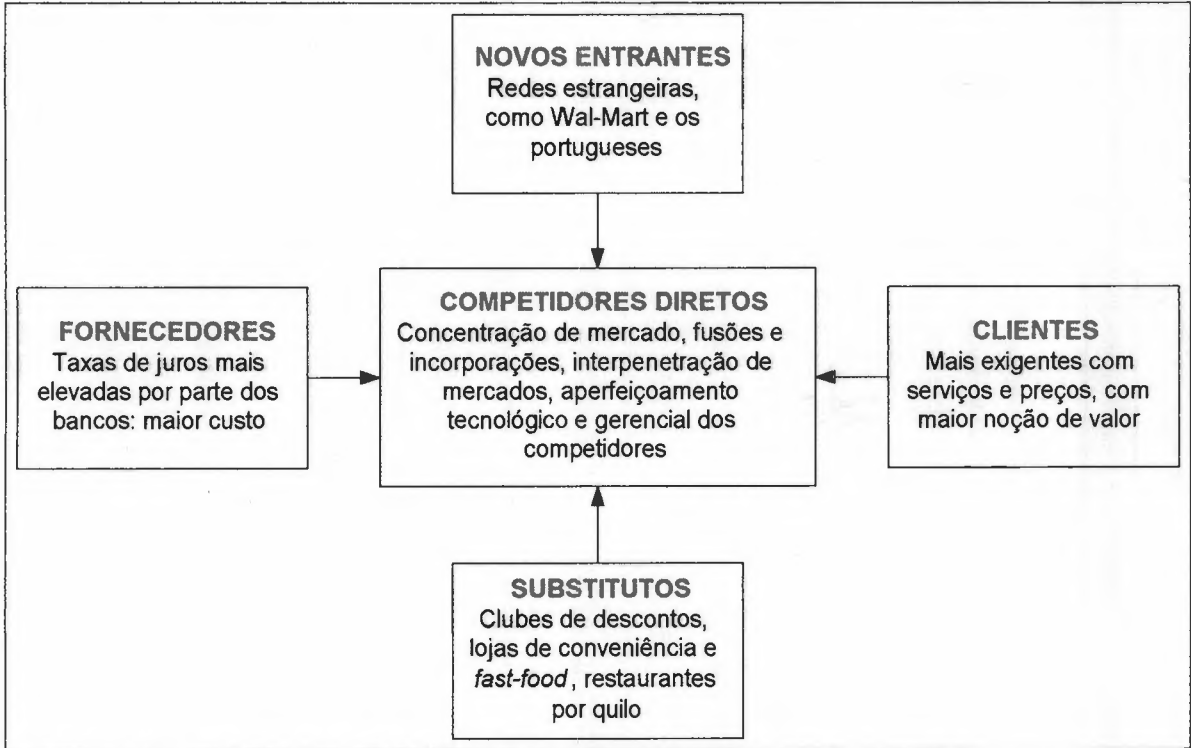 NOVOS ENTRANTES
Redes estrangeiras,
como Wal-Mart e os
portugueses
FORNECEDORES
Taxas de juros mais
elevadas por parte dos
bancos: maior custo
COMPETIDORES DIRETOS
Concentração de mercado, fusões e
incorporações, interpenetração de
mercados, aperfeiçoamento
tecnológico e gerencial dos
competidores
CLIENTES
Mais exigentes com
serviços e preços, com
maior noção de valor
SUBSTITUTOS
Clubes de descontos,
lojas de conveniência e
fast-food, restaurantes
por quilo